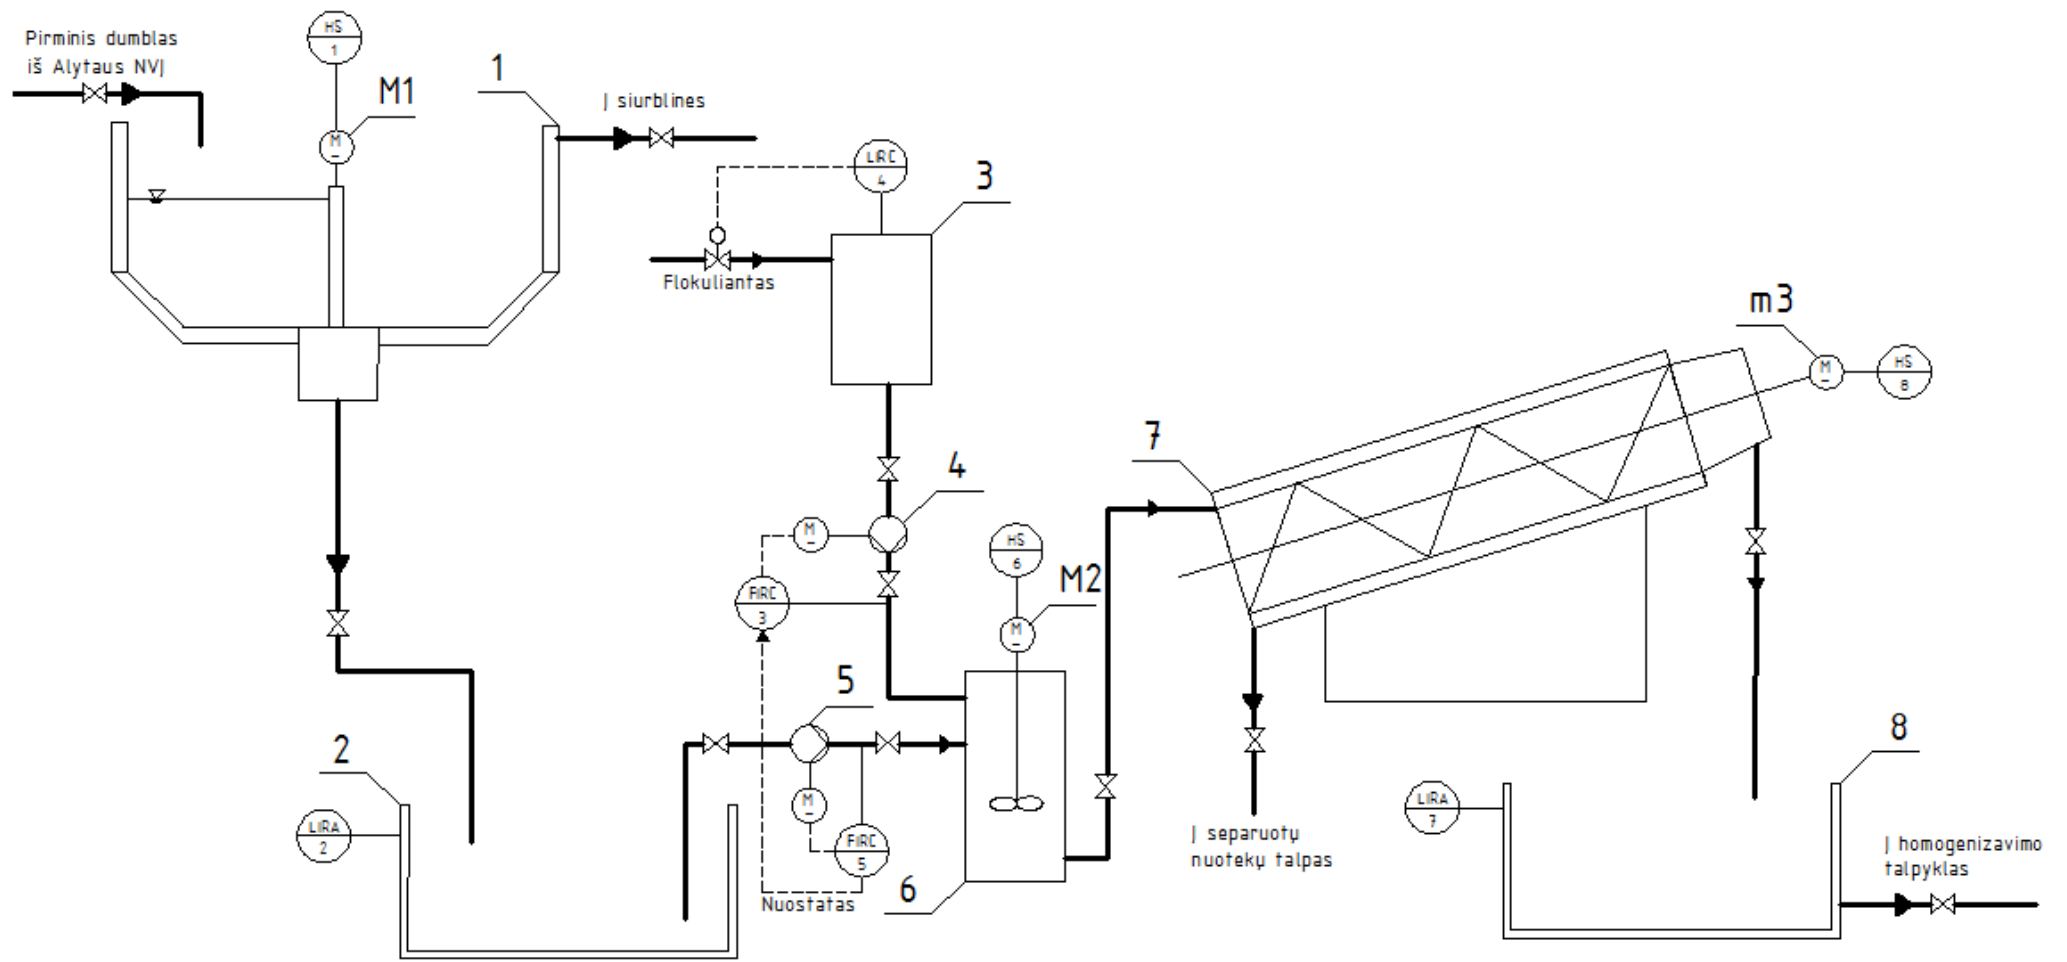 Pirminis dumblas
iš Alytaus NVĮ
HS
1
M1
M
1
Į siurblines
LIRC
4
3
Flokuliantas
m3
M
HS
8
7
4
M
HS
6
M2
FIRC
3
M
5
2
8
M
LIRA
2
FIRC
5
LIRA
7
Nuostatas
6
Į separuotų
nuotekų talpas
Į homogenizavimo
talpyklas